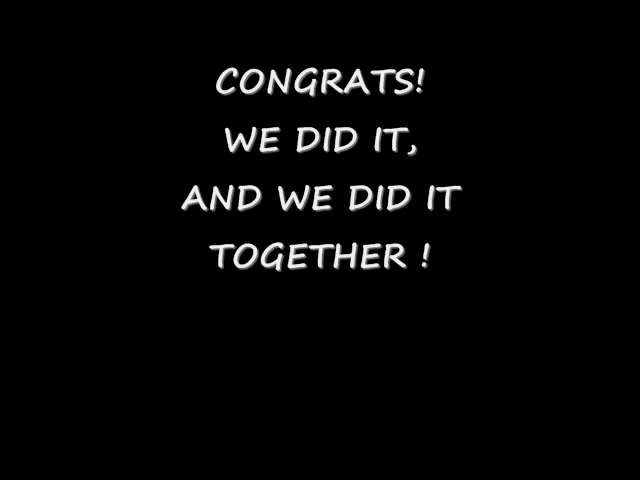 CONGRATS!
WE DID IT,
AND WE DID IT
TOGETHER !